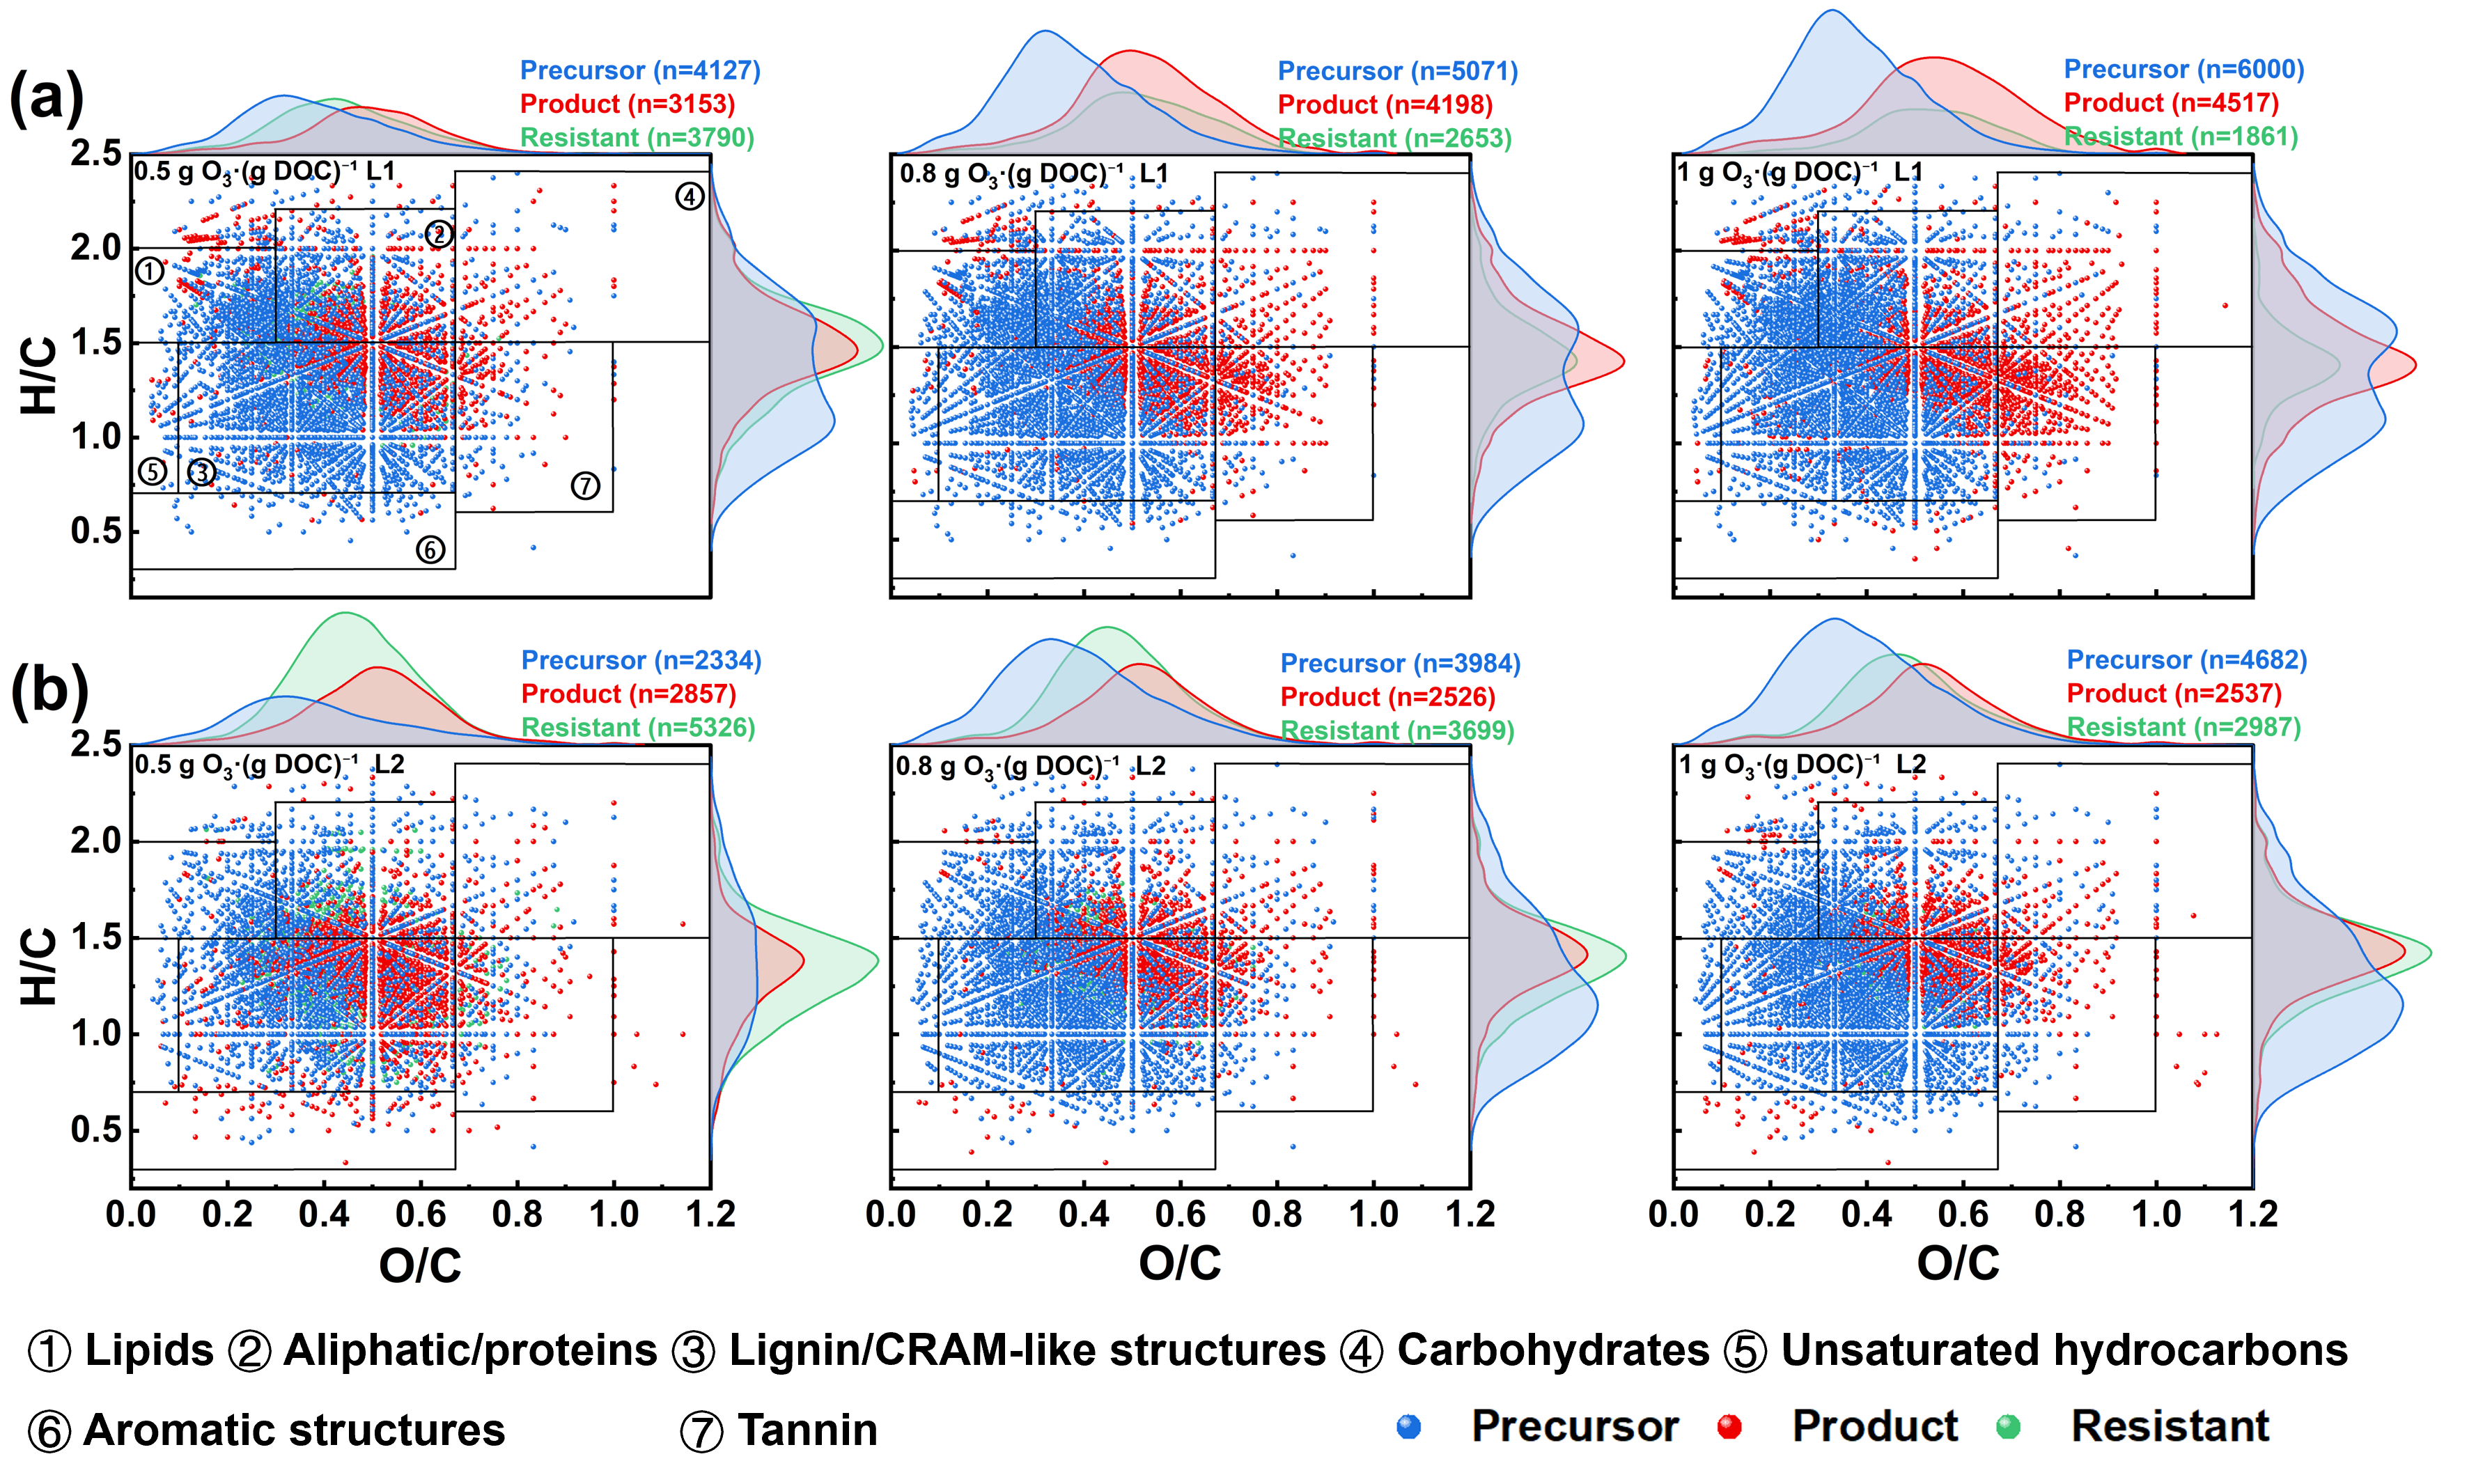 (a)
Precursor (n=4127)
Product (n=3153)
Resistant (n=3790)
Precursor (n=5071)
Product (n=4198)
Resistant (n=2653)
Precursor (n=6000)
Product (n=4517)
Resistant (n=1861)
0.5 g O₃·(g DOC)⁻¹ L1
0.8 g O₃·(g DOC)⁻¹ L1
1 g O₃·(g DOC)⁻¹ L1
2.5
2.0
1.5
1.0
0.5
H/C
①
②
③
④
⑤
⑥
⑦
(b)
Precursor (n=2334)
Product (n=2857)
Resistant (n=5326)
Precursor (n=3984)
Product (n=2526)
Resistant (n=3699)
Precursor (n=4682)
Product (n=2537)
Resistant (n=2987)
0.5 g O₃·(g DOC)⁻¹ L2
0.8 g O₃·(g DOC)⁻¹ L2
1 g O₃·(g DOC)⁻¹ L2
2.5
2.0
1.5
1.0
0.5
H/C
0.0 0.2 0.4 0.6 0.8 1.0 1.2
0.0 0.2 0.4 0.6 0.8 1.0 1.2
0.0 0.2 0.4 0.6 0.8 1.0 1.2
O/C
O/C
O/C
① Lipids ② Aliphatic/proteins ③ Lignin/CRAM-like structures ④ Carbohydrates ⑤ Unsaturated hydrocarbons
⑥ Aromatic structures ⑦ Tannin
Precursor Product Resistant